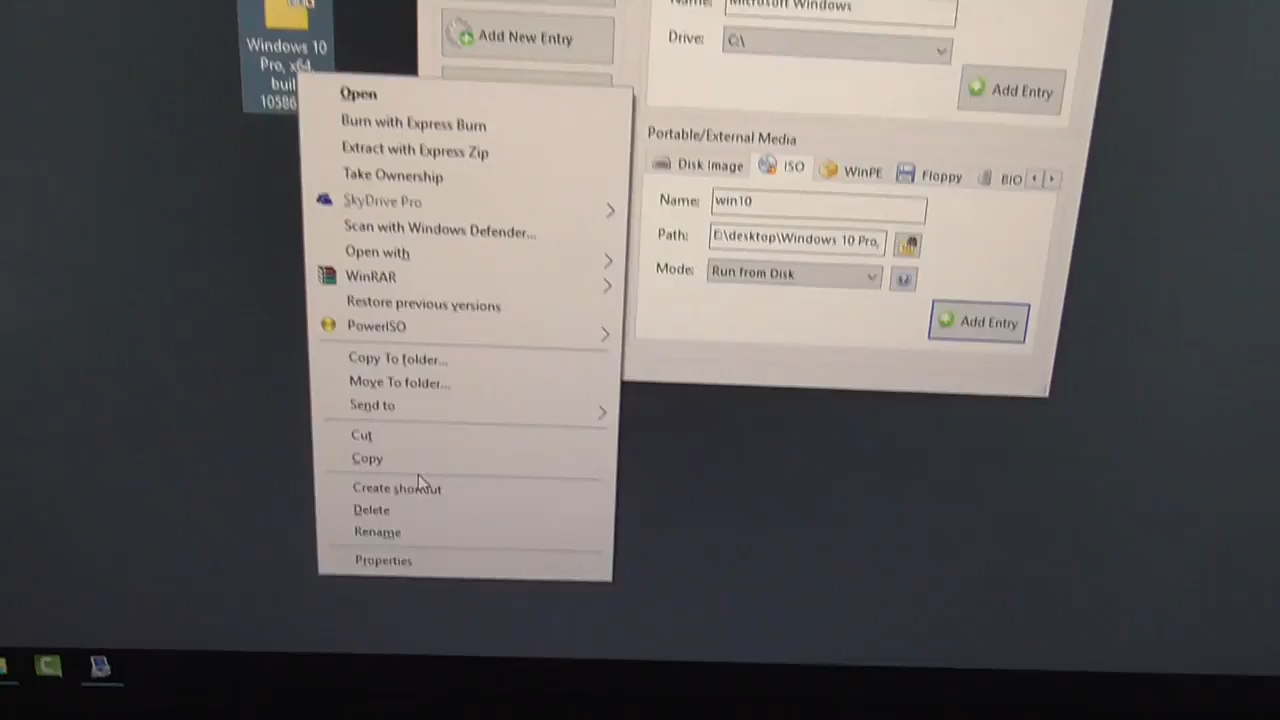 Windows 10
Pro, x64,
buil
10586
Open
Burn with Express Burn
Extract with Express Zip
Take Ownership
SkyDrive Pro
Scan with Windows Defender...
Open with
WinRAR
Restore previous versions
PowerISO
Copy To folder...
Move To folder...
Send to
Cut
Copy
Create shortcut
Delete
Rename
Properties
Add New Entry
Name: Microsoft Windows
Drive: C:\
Add Entry
Portable/External Media
Disk Image ISO WinPE Floppy BIO
Name: win10
Path: E:\desktop\Windows 10 Pro,
Mode: Run from Disk
Add Entry